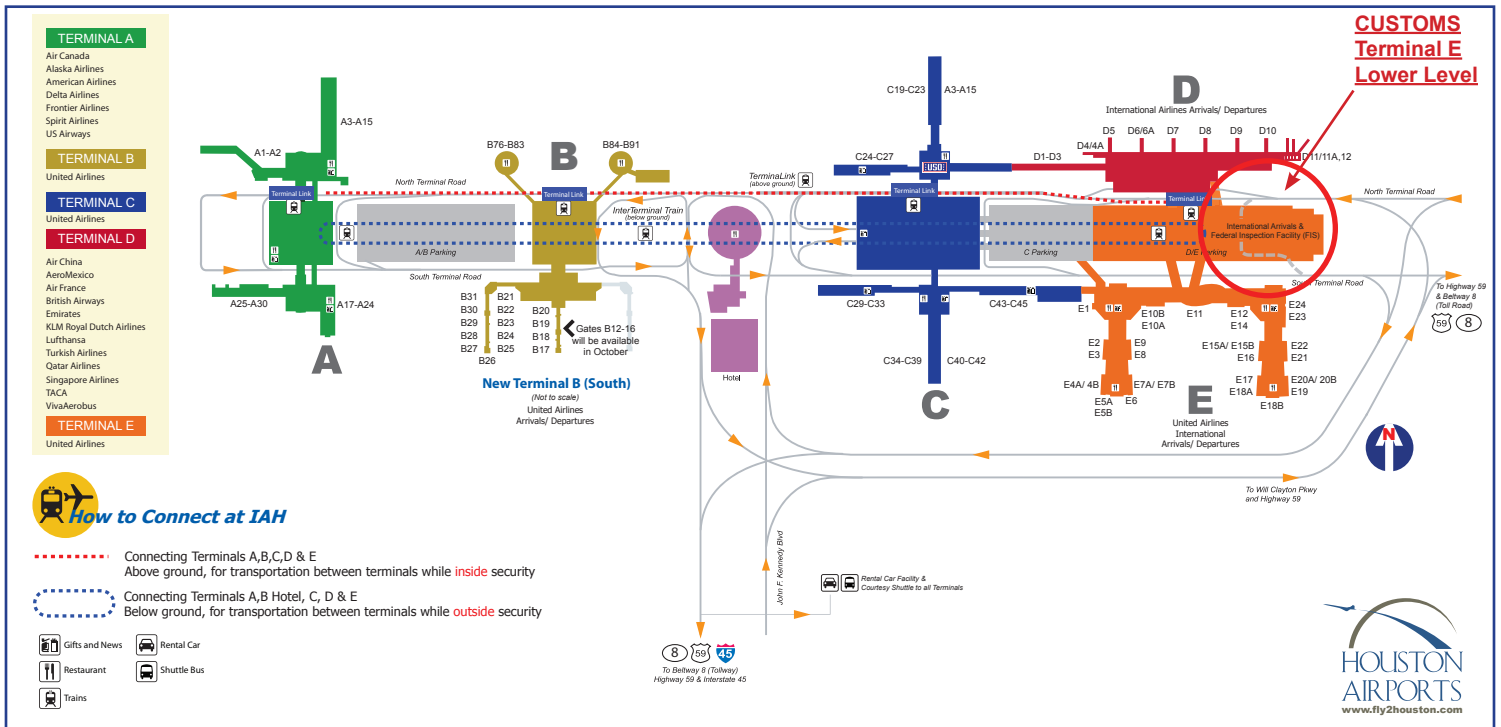 TERMINAL A
Air Canada
Alaska Airlines
American Airlines
Delta Airlines
Frontier Airlines
Spirit Airlines
US Airways
TERMINAL B
United Airlines
TERMINAL C
United Airlines
TERMINAL D
Air China
AeroMexico
Air France
British Airways
Emirates
KLM Royal Dutch Airlines
Lufthansa
Turkish Airlines
Qatar Airlines
Singapore Airlines
TACA
VivaAerobus
TERMINAL E
United Airlines
CUSTOMS
Terminal E
Lower Level
A3-A15
A1-A2
Terminal Link
A25-A30
A17-A24
A
North Terminal Road
A/B Parking
South Terminal Road
B76-B83
B
B84-B91
Terminal Link
InterTerminal Train
(below ground)
B31
B30
B29
B28
B27
B26
B21
B22
B23
B24
B25
B20
B19
B18
B17
Gates B12-16
will be available
in October
New Terminal B (South)
(Not to scale)
United Airlines
Arrivals/ Departures
Hotel
TerminaLink
(above ground)
C19-C23
A3-A15
C24-C27
Terminal Link
C29-C33
C43-C45
C34-C39
C40-C42
C
C Parking
D
International Airlines Arrivals/ Departures
D1-D3
D4/4A
D5
D6/6A
D7
D8
D9
D10
D11/11A,12
Terminal Link
North Terminal Road
International Arrivals &
Federal Inspection Facility (FIS)
D/E Parking
South Terminal Road
To Highway 59
& Beltway 8
(Toll Road)
59
8
E1
E10B
E10A
E11
E12
E14
E24
E23
E2
E3
E9
E8
E15A/ E15B
E16
E22
E21
E4A/ 4B
E7A/ E7B
E17
E18A
E20A/ 20B
E19
E5A
E5B
E6
E18B
E
United Airlines
International
Arrivals/ Departures
N
To Will Clayton Pkwy
and Highway 59
John F. Kennedy Blvd
Rental Car Facility &
Courtesy Shuttle to all Terminals
8
59
45
To Beltway 8 (Tollway)
Highway 59 & Interstate 45
How to Connect at IAH
Connecting Terminals A,B,C,D & E
Above ground, for transportation between terminals while inside security
Connecting Terminals A,B Hotel, C, D & E
Below ground, for transportation between terminals while outside security
Gifts and News
Rental Car
Restaurant
Shuttle Bus
Trains
HOUSTON
AIRPORTS
www.fly2houston.com